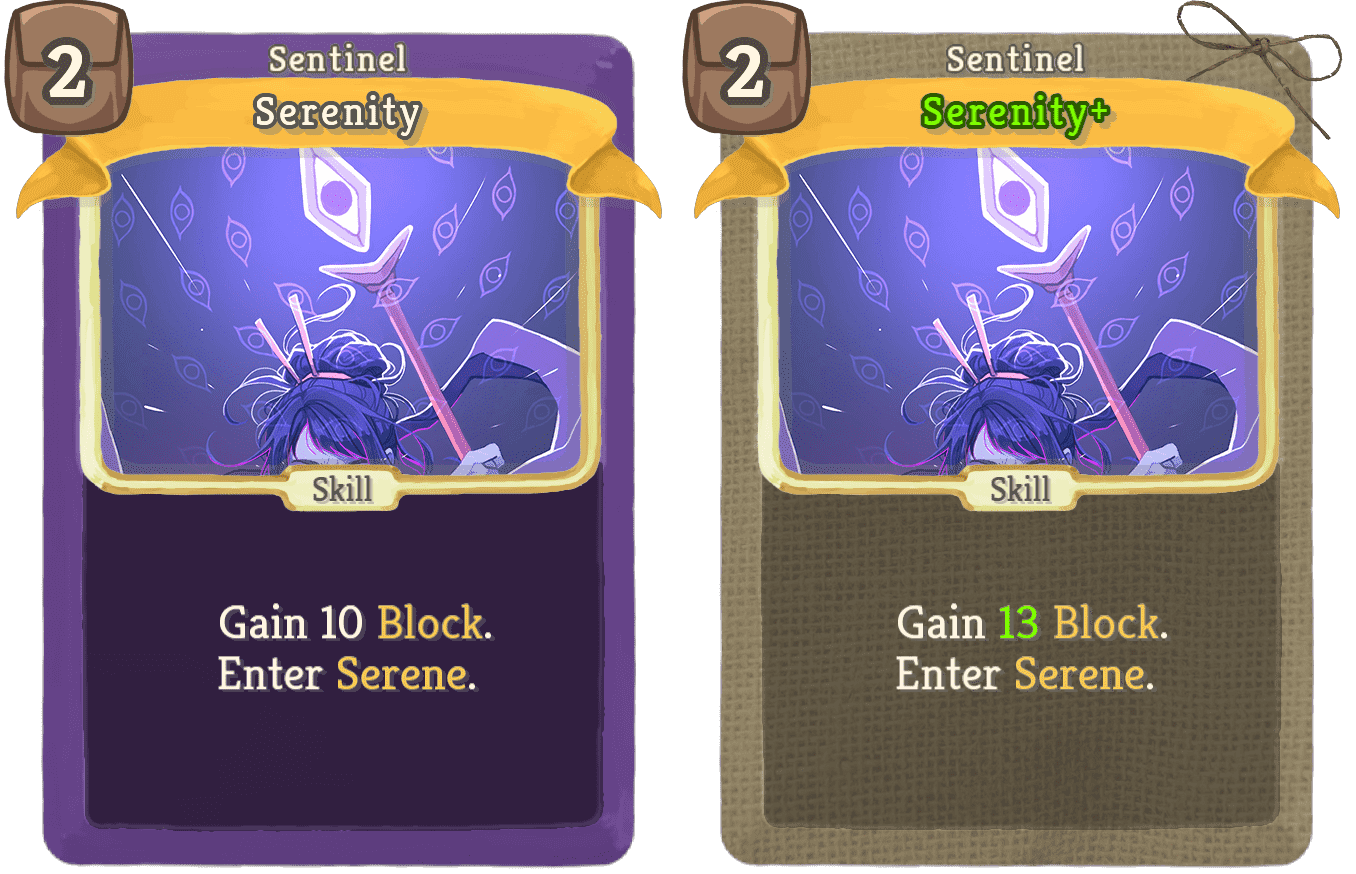 2
Sentinel
Serenity
Skill
Gain 10 Block.
Enter Serene.
2
Sentinel
Serenity+
Skill
Gain 13 Block.
Enter Serene.